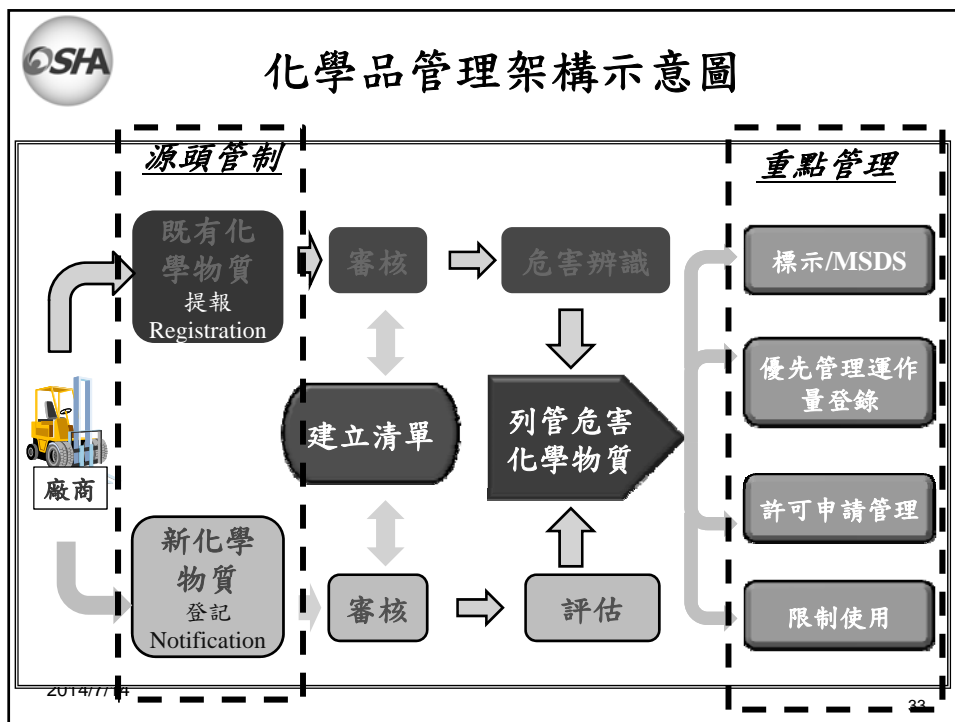 OSHA
化學品管理架構示意圖
源頭管制
重點管理
既有化
學物質
提報
Registration
審核
危害辨識
標示/MSDS
優先管理運作
量登錄
建立清單
列管危害
化學物質
廠商
許可申請管理
新化學
物質
登記
Notification
審核
評估
限制使用
2014/7/14
33